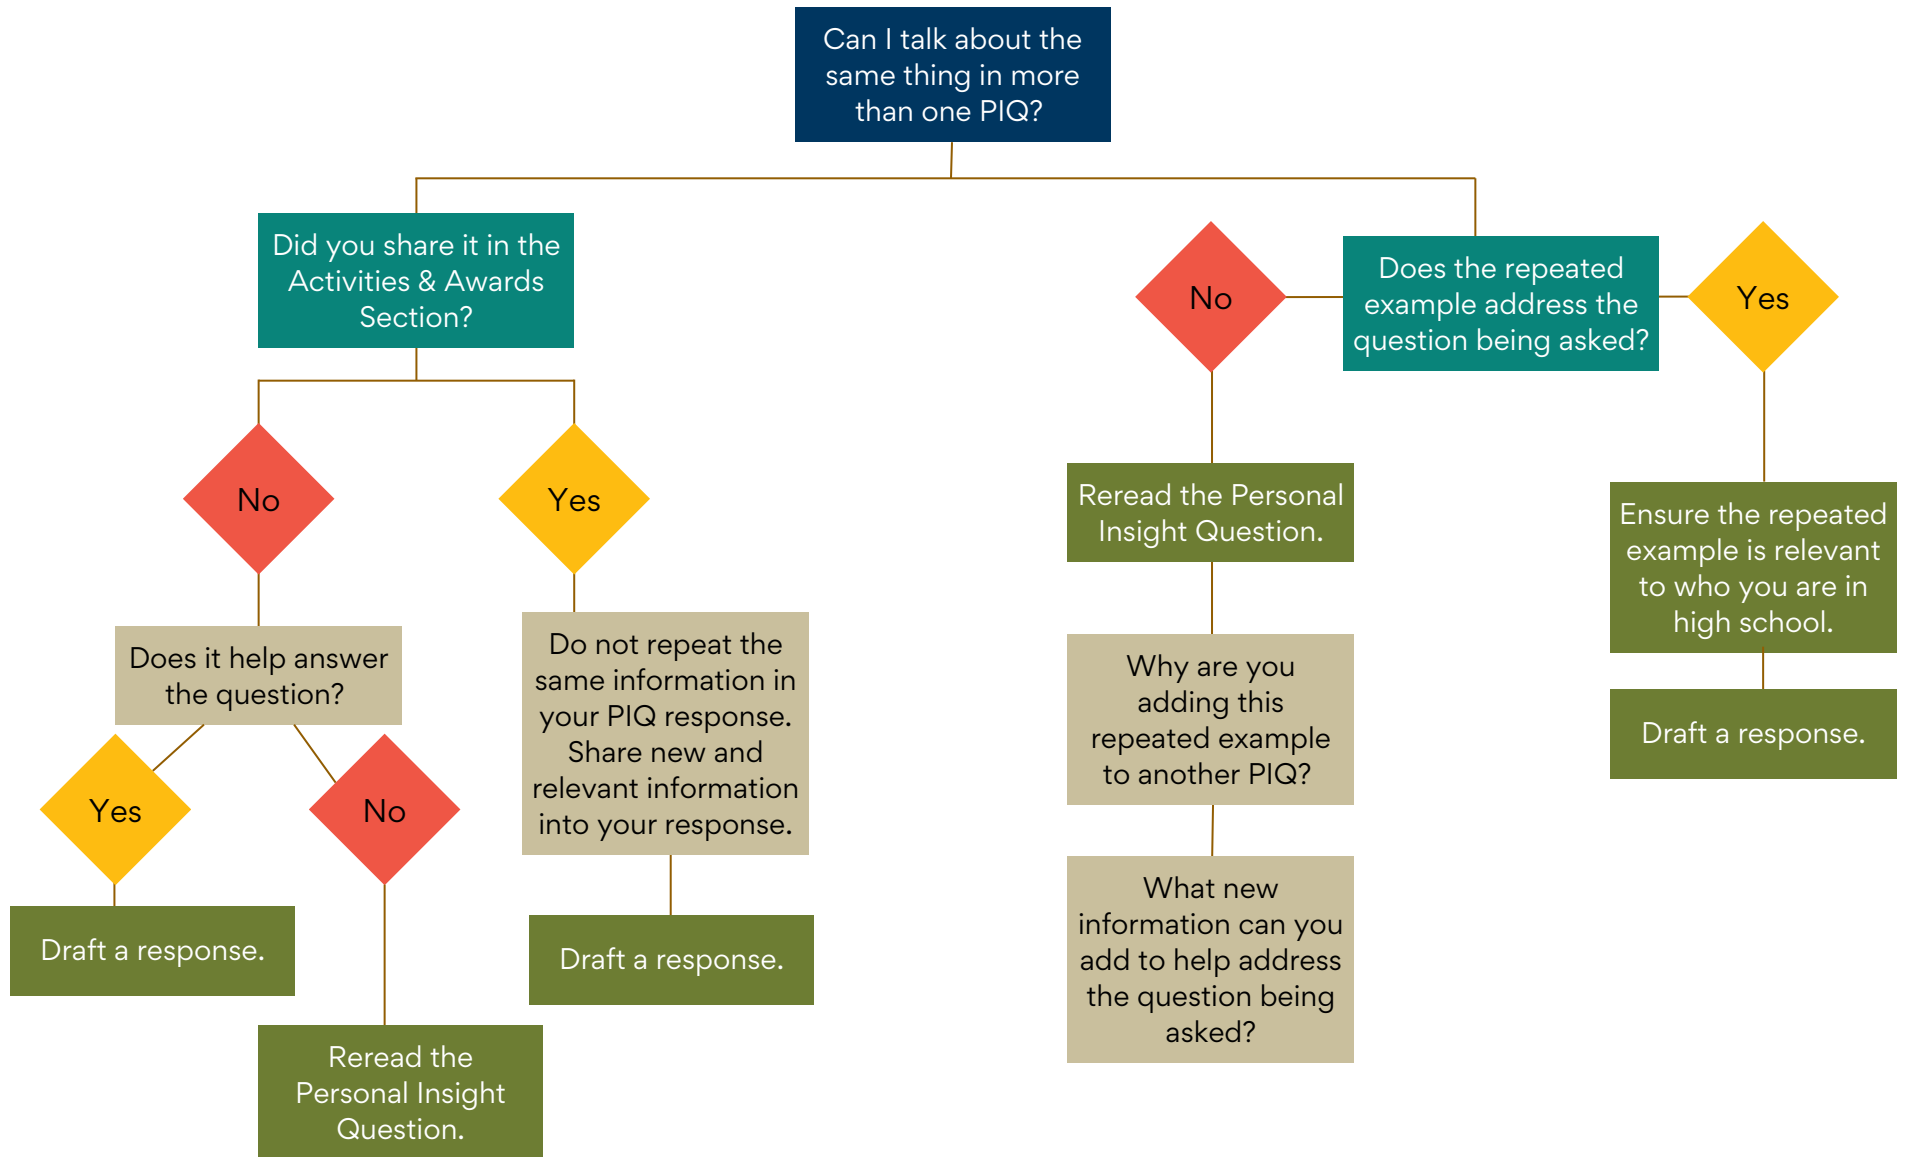 Can I talk about the
same thing in more
than one PIQ?
Did you share it in the
Activities & Awards
Section?
No
Yes
Does it help answer
the question?
Yes
No
Draft a response.
Reread the
Personal Insight
Question.
Do not repeat the
same information in
your PIQ response.
Share new and
relevant information
into your response.
Draft a response.
Does the repeated
example address the
question being asked?
No
Yes
Reread the Personal
Insight Question.
Why are you
adding this
repeated example
to another PIQ?
What new
information can you
add to help address
the question being
asked?
Ensure the repeated
example is relevant
to who you are in
high school.
Draft a response.